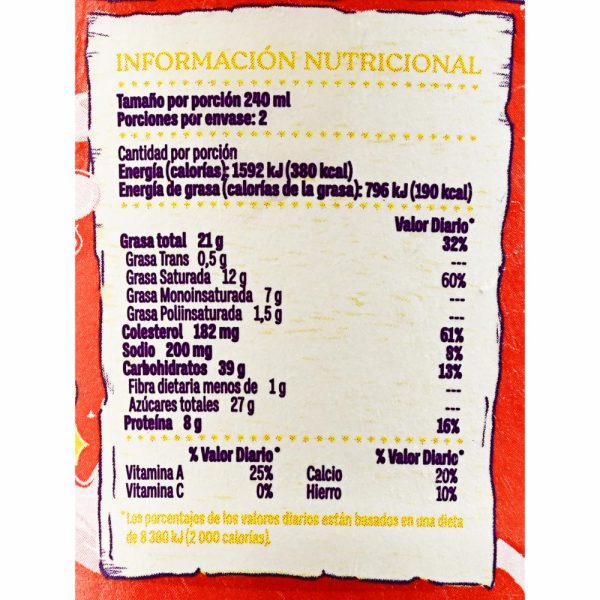 INFORMACIÓN NUTRICIONAL
Tamaño por porción 240 ml
Porciones por envase: 2
Cantidad por porción
Energía (calorías): 1592 kJ (380 kcal)
Energía de grasa (calorías de la grasa): 796 kJ (190 kcal)
Valor Diario*
Grasa total 21 g 32%
Grasa Trans 0,5 g ---
Grasa Saturada 12 g 60%
Grasa Monoinsaturada 7 g ---
Grasa Poliinsaturada 1,5 g ---
Colesterol 182 mg 61%
Sodio 200 mg 8%
Carbohidratos 39 g 13%
Fibra dietaria menos de 1 g ---
Azúcares totales 27 g ---
Proteína 8 g 16%
% Valor Diario* % Valor Diario*
Vitamina A 25% Calcio 20%
Vitamina C 0% Hierro 10%
*Los porcentajes de los valores diarios están basados en una dieta
de 8 380 kJ (2 000 calorías).